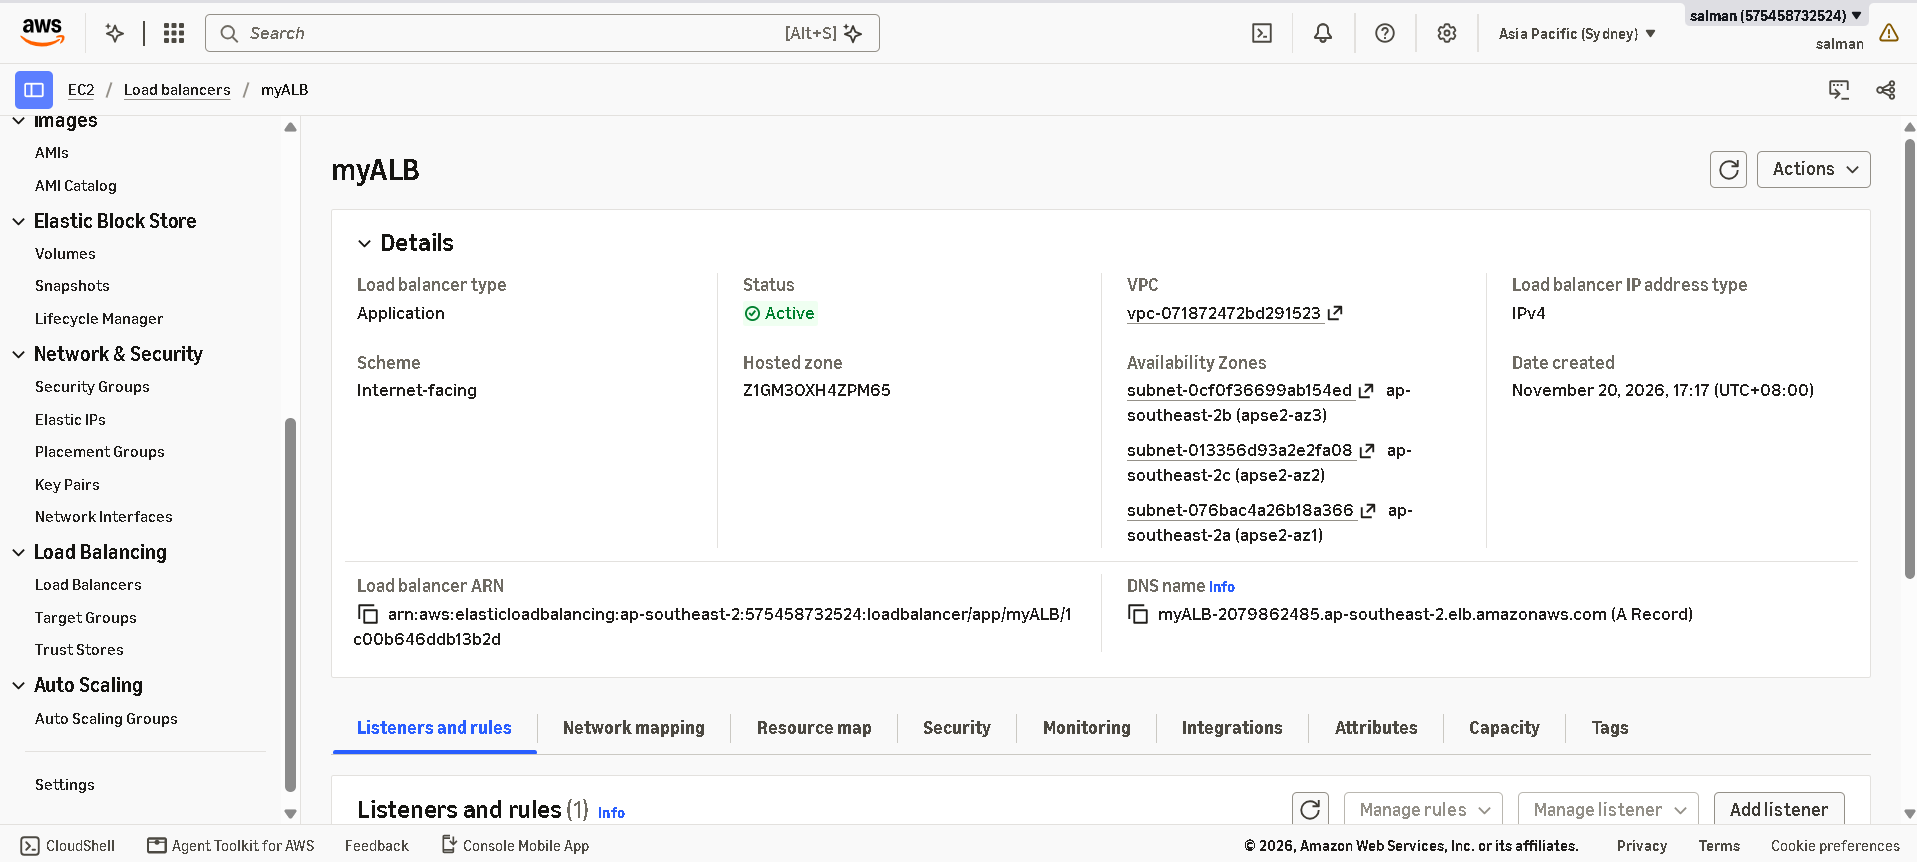 aws
Search [Alt+S]
Asia Pacific (Sydney)
salman (575458732524)
salman
EC2 / Load balancers / myALB
Images
AMIs
AMI Catalog
Elastic Block Store
Volumes
Snapshots
Lifecycle Manager
Network & Security
Security Groups
Elastic IPs
Placement Groups
Key Pairs
Network Interfaces
Load Balancing
Load Balancers
Target Groups
Trust Stores
Auto Scaling
Auto Scaling Groups
Settings
myALB
Actions
Details
Load balancer type
Application
Status
Active
VPC
vpc-071872472bd291523
Load balancer IP address type
IPv4
Scheme
Internet-facing
Hosted zone
Z1GM3OXH4ZPM65
Availability Zones
subnet-0cf0f36699ab154ed ap-
southeast-2b (apse2-az3)
subnet-013356d93a2e2fa08 ap-
southeast-2c (apse2-az2)
subnet-076bac4a26b18a366 ap-
southeast-2a (apse2-az1)
Date created
November 20, 2026, 17:17 (UTC+08:00)
Load balancer ARN
arn:aws:elasticloadbalancing:ap-southeast-2:575458732524:loadbalancer/app/myALB/1
c00b646ddb13b2d
DNS name Info
myALB-2079862485.ap-southeast-2.elb.amazonaws.com (A Record)
Listeners and rules
Network mapping
Resource map
Security
Monitoring
Integrations
Attributes
Capacity
Tags
Listeners and rules (1) Info
Manage rules
Manage listener
Add listener
CloudShell
Agent Toolkit for AWS
Feedback
Console Mobile App
© 2026, Amazon Web Services, Inc. or its affiliates.
Privacy
Terms
Cookie preferences